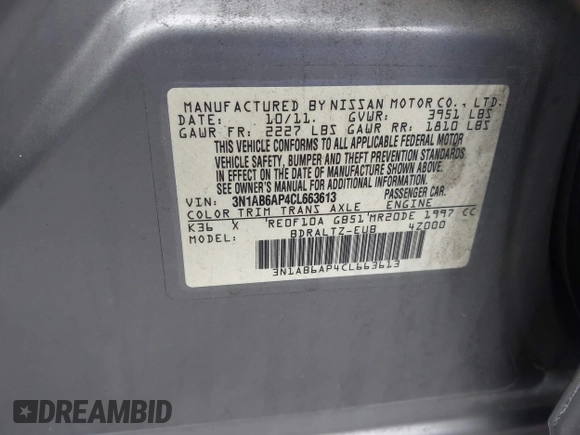 MANUFACTURED BY NISSAN MOTOR CO., LTD.
DATE: 10/11. GVWR: 3951 LBS
GAWR FR: 2227 LBS GAWR RR: 1810 LBS
THIS VEHICLE CONFORMS TO ALL APPLICABLE FEDERAL MOTOR
VEHICLE SAFETY, BUMPER AND THEFT PREVENTION STANDARDS
IN EFFECT ON THE DATE OF MANUFACTURE SHOWN ABOVE.
SEE OWNER'S MANUAL FOR ADDITIONAL INFORMATION.
VIN: 3N1AB6AP4CL663613 PASSENGER CAR.
COLOR TRIM TRANS AXLE ENGINE
K36 X RE0F10A GB51 MR20DE 1997 CC
MODEL: BDRALTZ-EUB 4Z000
3N1AB6AP4CL663613
DREAMBID